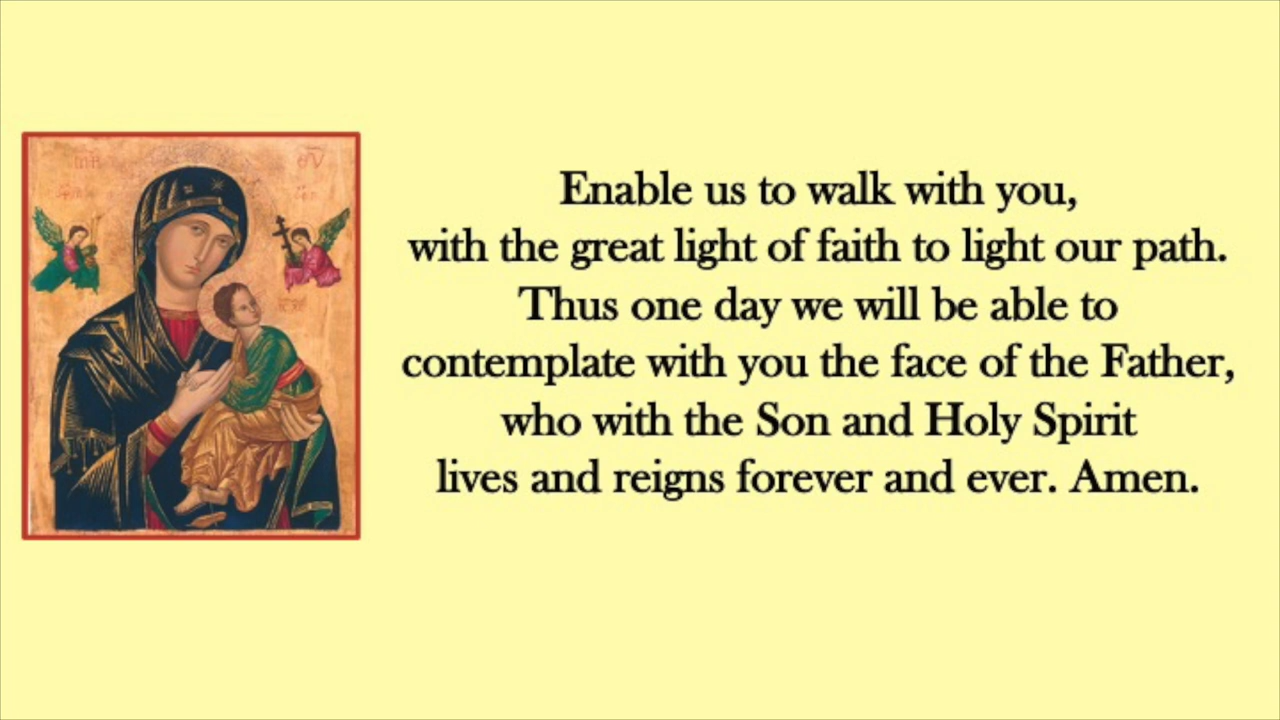 Enable us to walk with you,
with the great light of faith to light our path.
Thus one day we will be able to
contemplate with you the face of the Father,
who with the Son and Holy Spirit
lives and reigns forever and ever. Amen.